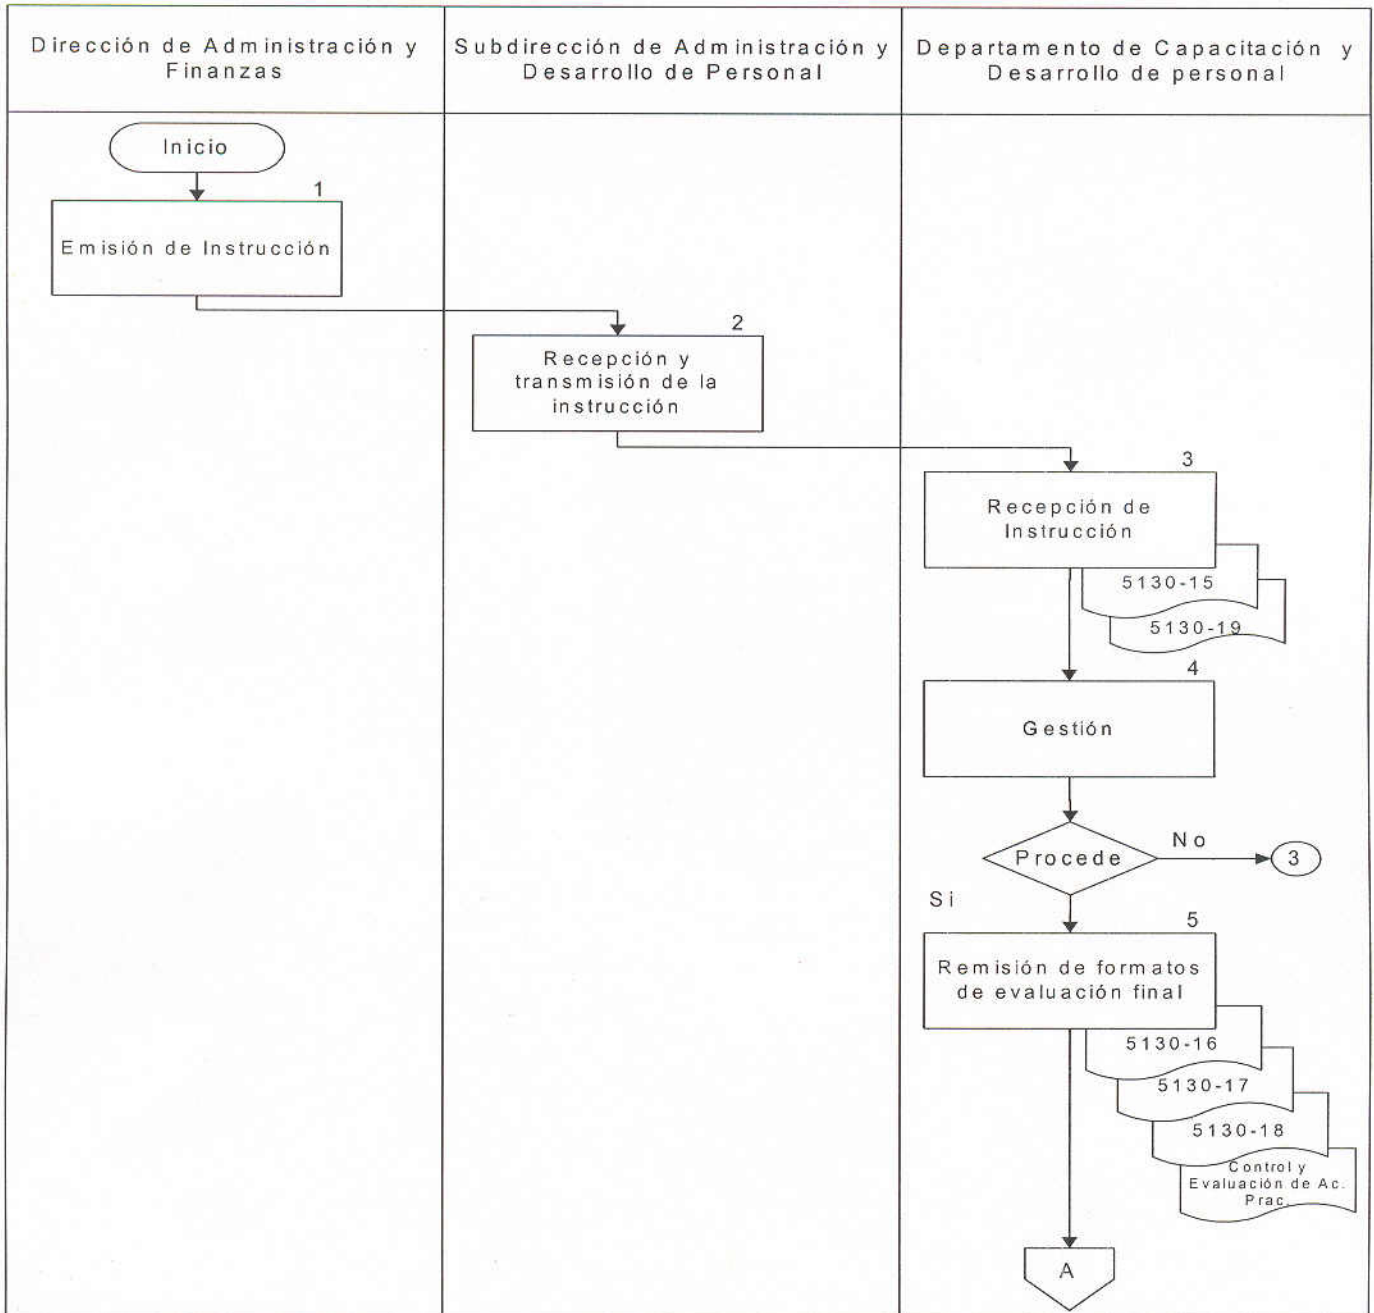 Dirección de Administración y
Finanzas
Subdirección de Administración y
Desarrollo de Personal
Departamento de Capacitación y
Desarrollo de personal
Inicio
1
Emisión de Instrucción
2
Recepción y
transmisión de la
instrucción
3
Recepción de
Instrucción
5130-15
5130-19
4
Gestión
Procede
No
3
Si
5
Remisión de formatos
de evaluación final
5130-16
5130-17
5130-18
Control y
Evaluación de Ac.
Prac.
A